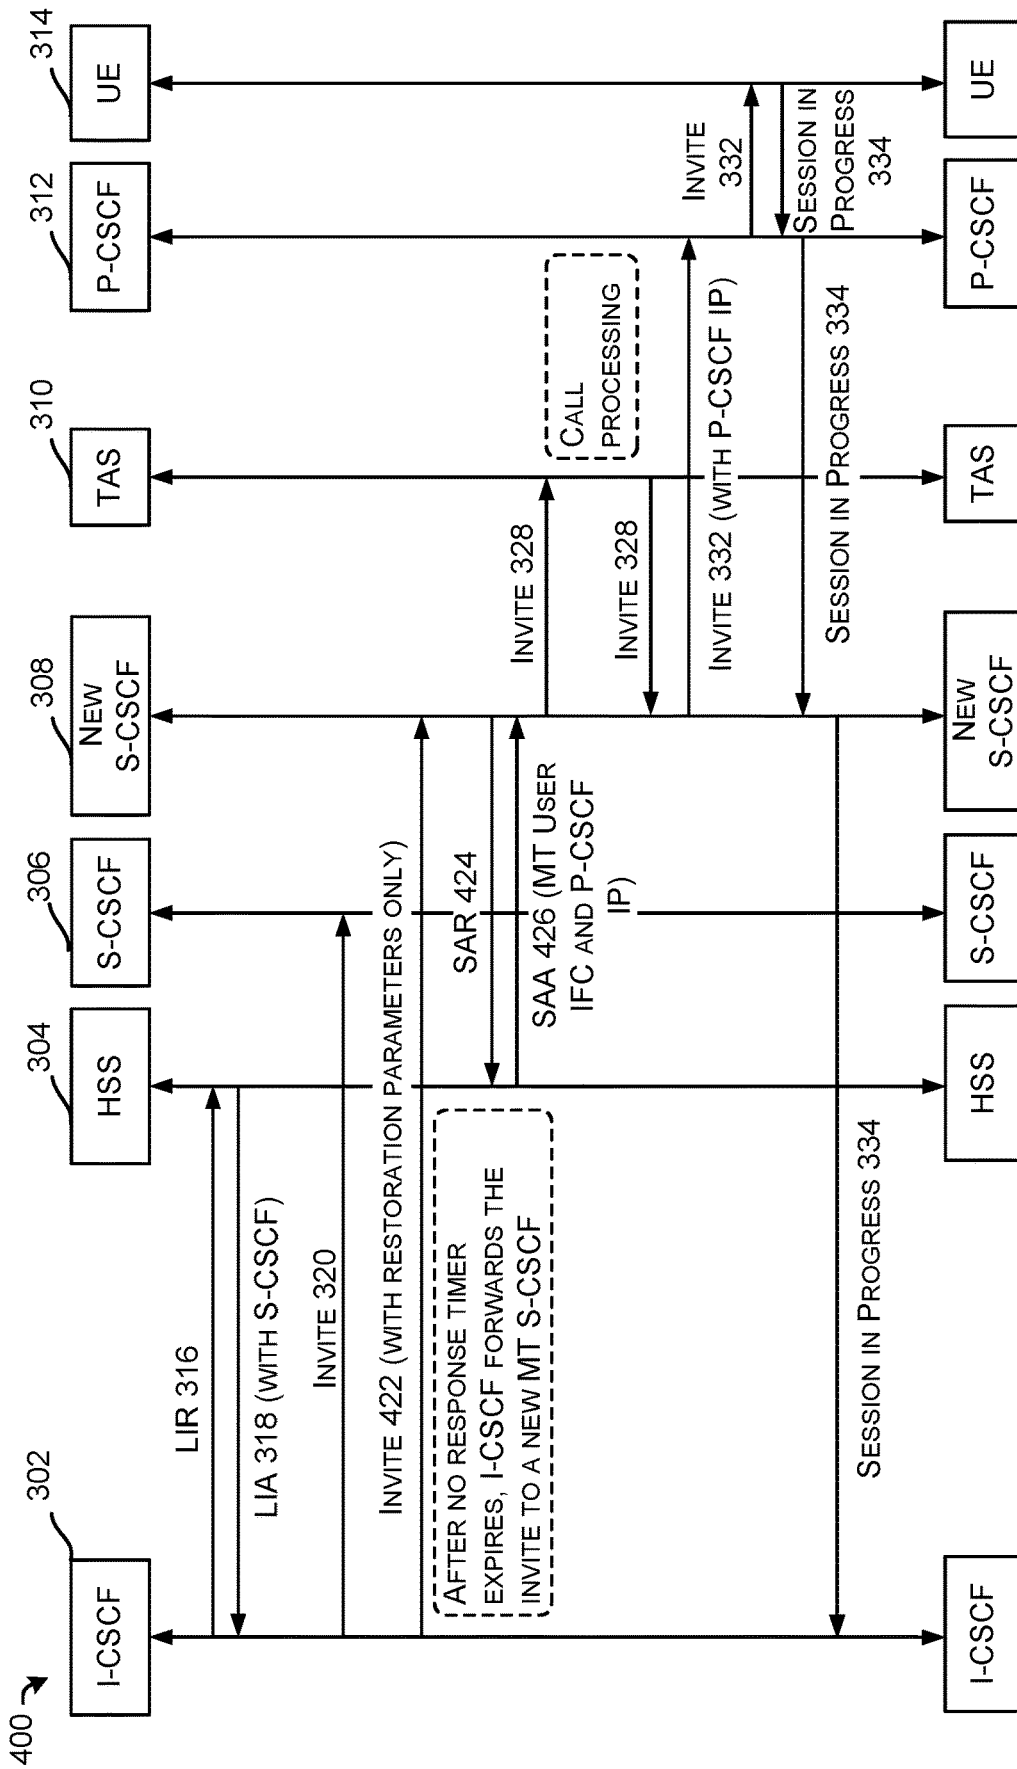 400
302
304
306
308
310
312
314
I-CSCF
HSS
S-CSCF
NEW
S-CSCF
TAS
P-CSCF
UE
LIR 316
LIA 318 (WITH S-CSCF)
INVITE 320
INVITE 422 (WITH RESTORATION PARAMETERS ONLY)
AFTER NO RESPONSE TIMER
EXPIRES, I-CSCF FORWARDS THE
INVITE TO A NEW MT S-CSCF
SAR 424
SAA 426 (MT USER
IFC AND P-CSCF
IP)
INVITE 328
CALL
PROCESSING
INVITE 328
INVITE 332 (WITH P-CSCF IP)
INVITE
332
SESSION IN
PROGRESS
334
SESSION IN PROGRESS 334
SESSION IN PROGRESS 334
I-CSCF
HSS
S-CSCF
NEW
S-CSCF
TAS
P-CSCF
UE